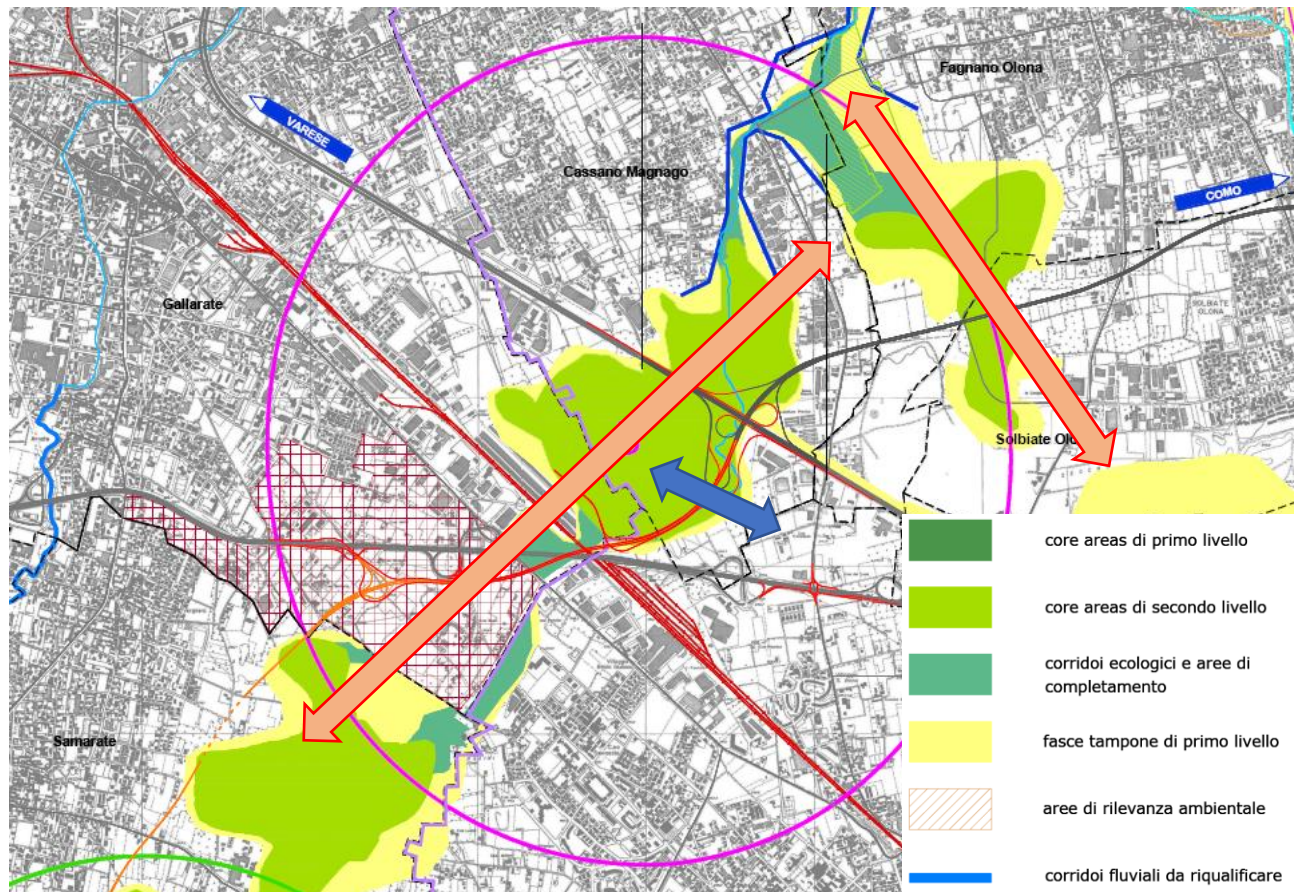 Fagnano Olona
VARESE
Cassano Magnago
COMO
Gallarate
SOLBIATE
OLONA
Solbiate Olo
Samarate
core areas di primo livello
core areas di secondo livello
corridoi ecologici e aree di
completamento
fasce tampone di primo livello
aree di rilevanza ambientale
corridoi fluviali da riqualificare